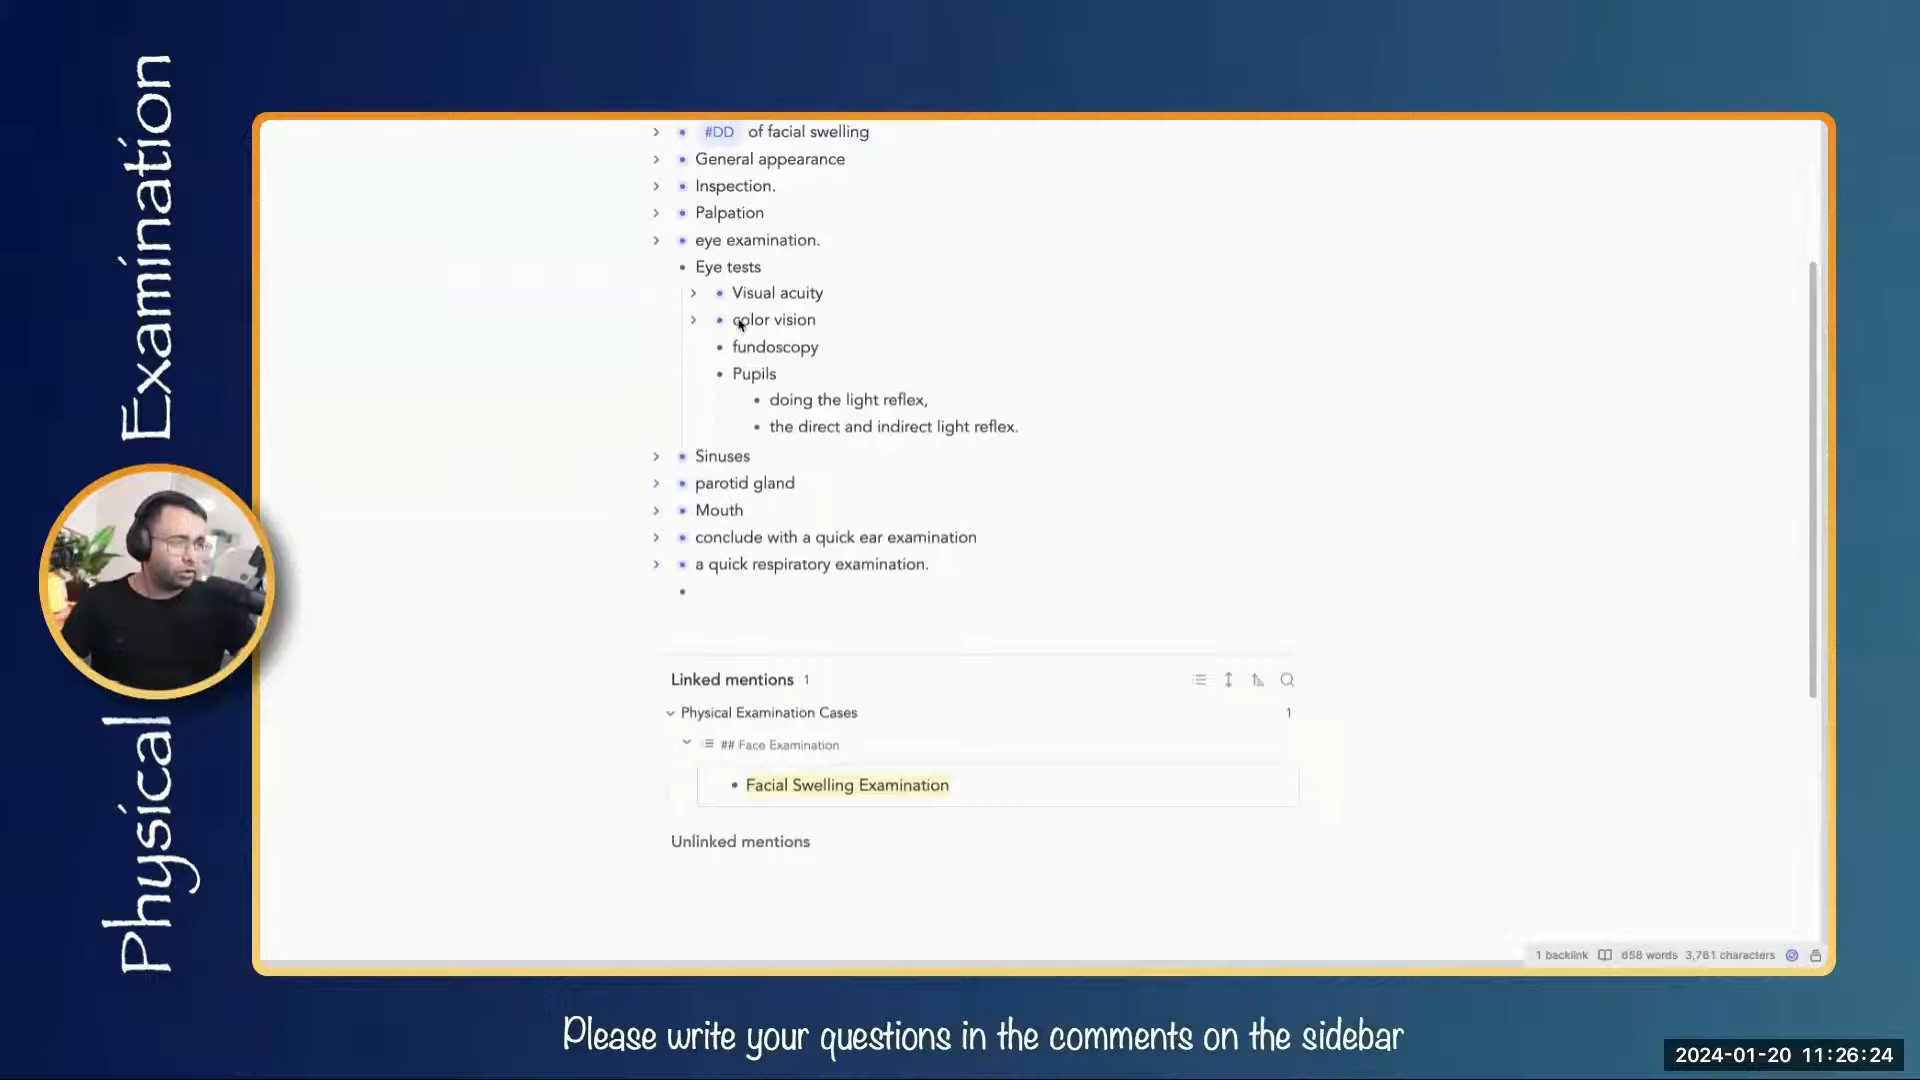 Physical Examination
#DD of facial swelling
General appearance
Inspection.
Palpation
eye examination.
Eye tests
Visual acuity
color vision
fundoscopy
Pupils
doing the light reflex,
the direct and indirect light reflex.
Sinuses
parotid gland
Mouth
conclude with a quick ear examination
a quick respiratory examination.
Linked mentions 1
Physical Examination Cases 1
## Face Examination
Facial Swelling Examination
Unlinked mentions
1 backlink 658 words 3,761 characters
Please write your questions in the comments on the sidebar
2024-01-20 11:26:24